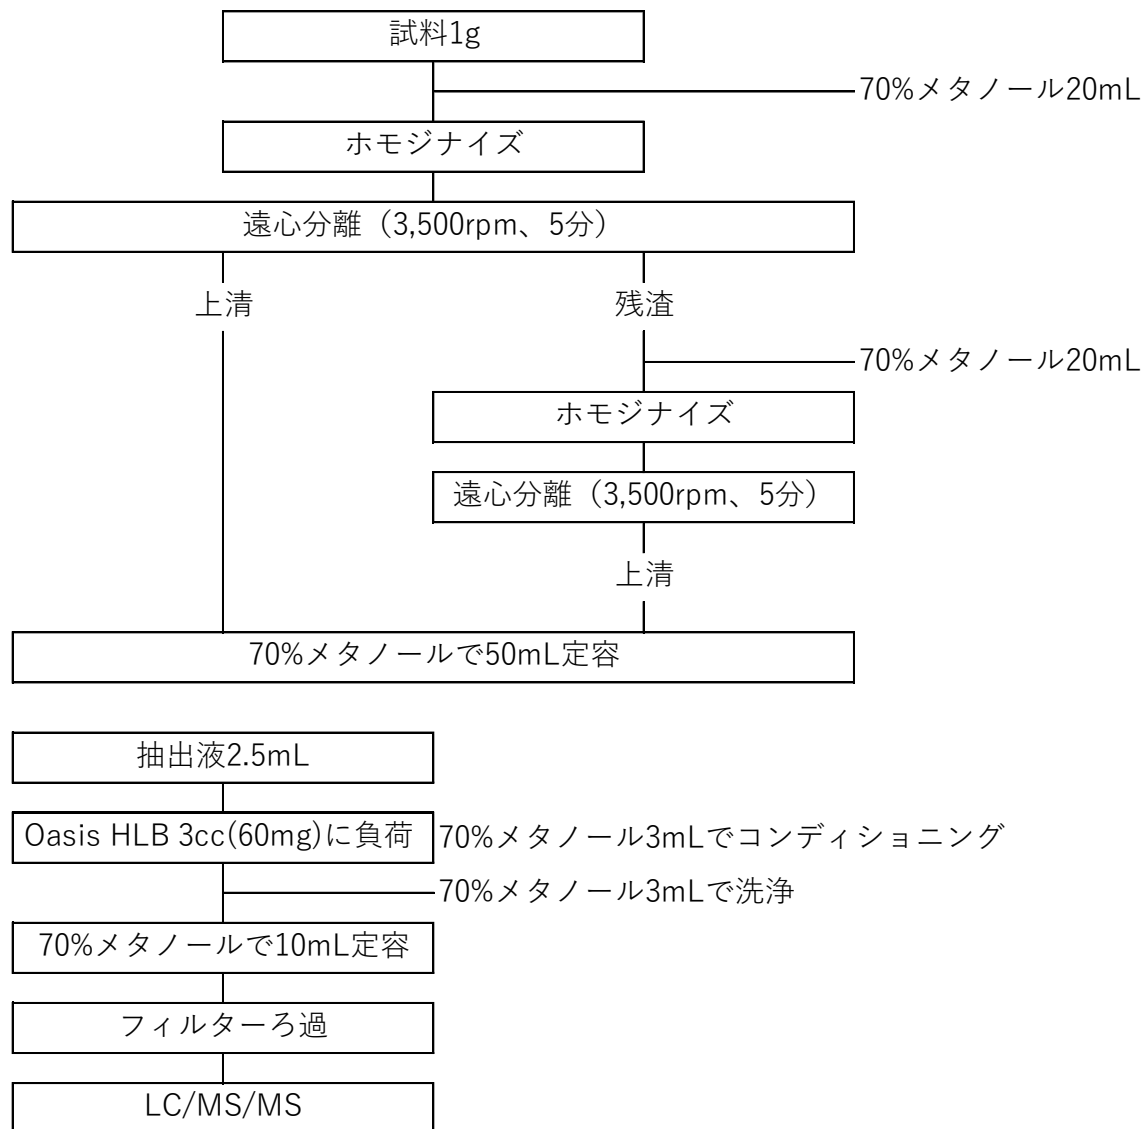 試料1g
70%メタノール20mL
ホモジナイズ
遠心分離（3,500rpm、5分）
上清
残渣
70%メタノール20mL
ホモジナイズ
遠心分離（3,500rpm、5分）
上清
70%メタノールで50mL定容
抽出液2.5mL
Oasis HLB 3cc(60mg)に負荷
70%メタノール3mLでコンディショニング
70%メタノール3mLで洗浄
70%メタノールで10mL定容
フィルターろ過
LC/MS/MS